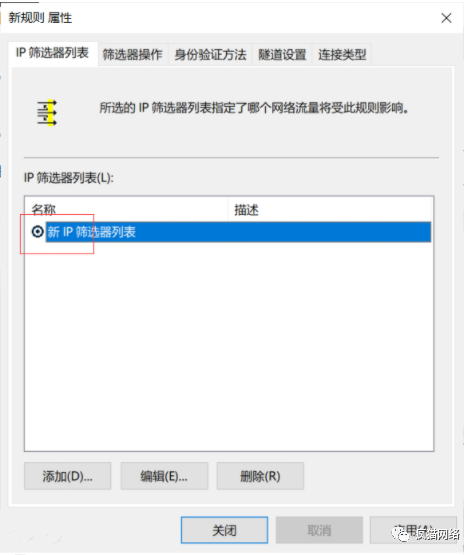 新规则 属性
IP 筛选器列表 筛选器操作 身份验证方法 隧道设置 连接类型
所选的 IP 筛选器列表指定了哪个网络流量将受此规则影响。
IP 筛选器列表(L):
名称 描述
新 IP 筛选器列表
添加(D)... 编辑(E)... 删除(R)
关闭 取消 应用(A)
猫网络